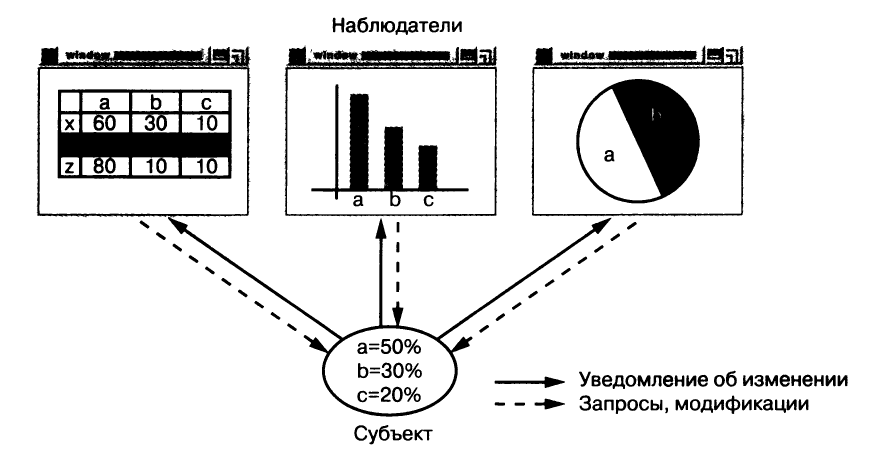 Наблюдатели
window
window
window
a b c
x 60 30 10
z 80 10 10
a b c
b
a
a=50%
b=30%
c=20%
Субъект
Уведомление об изменении
Запросы, модификации